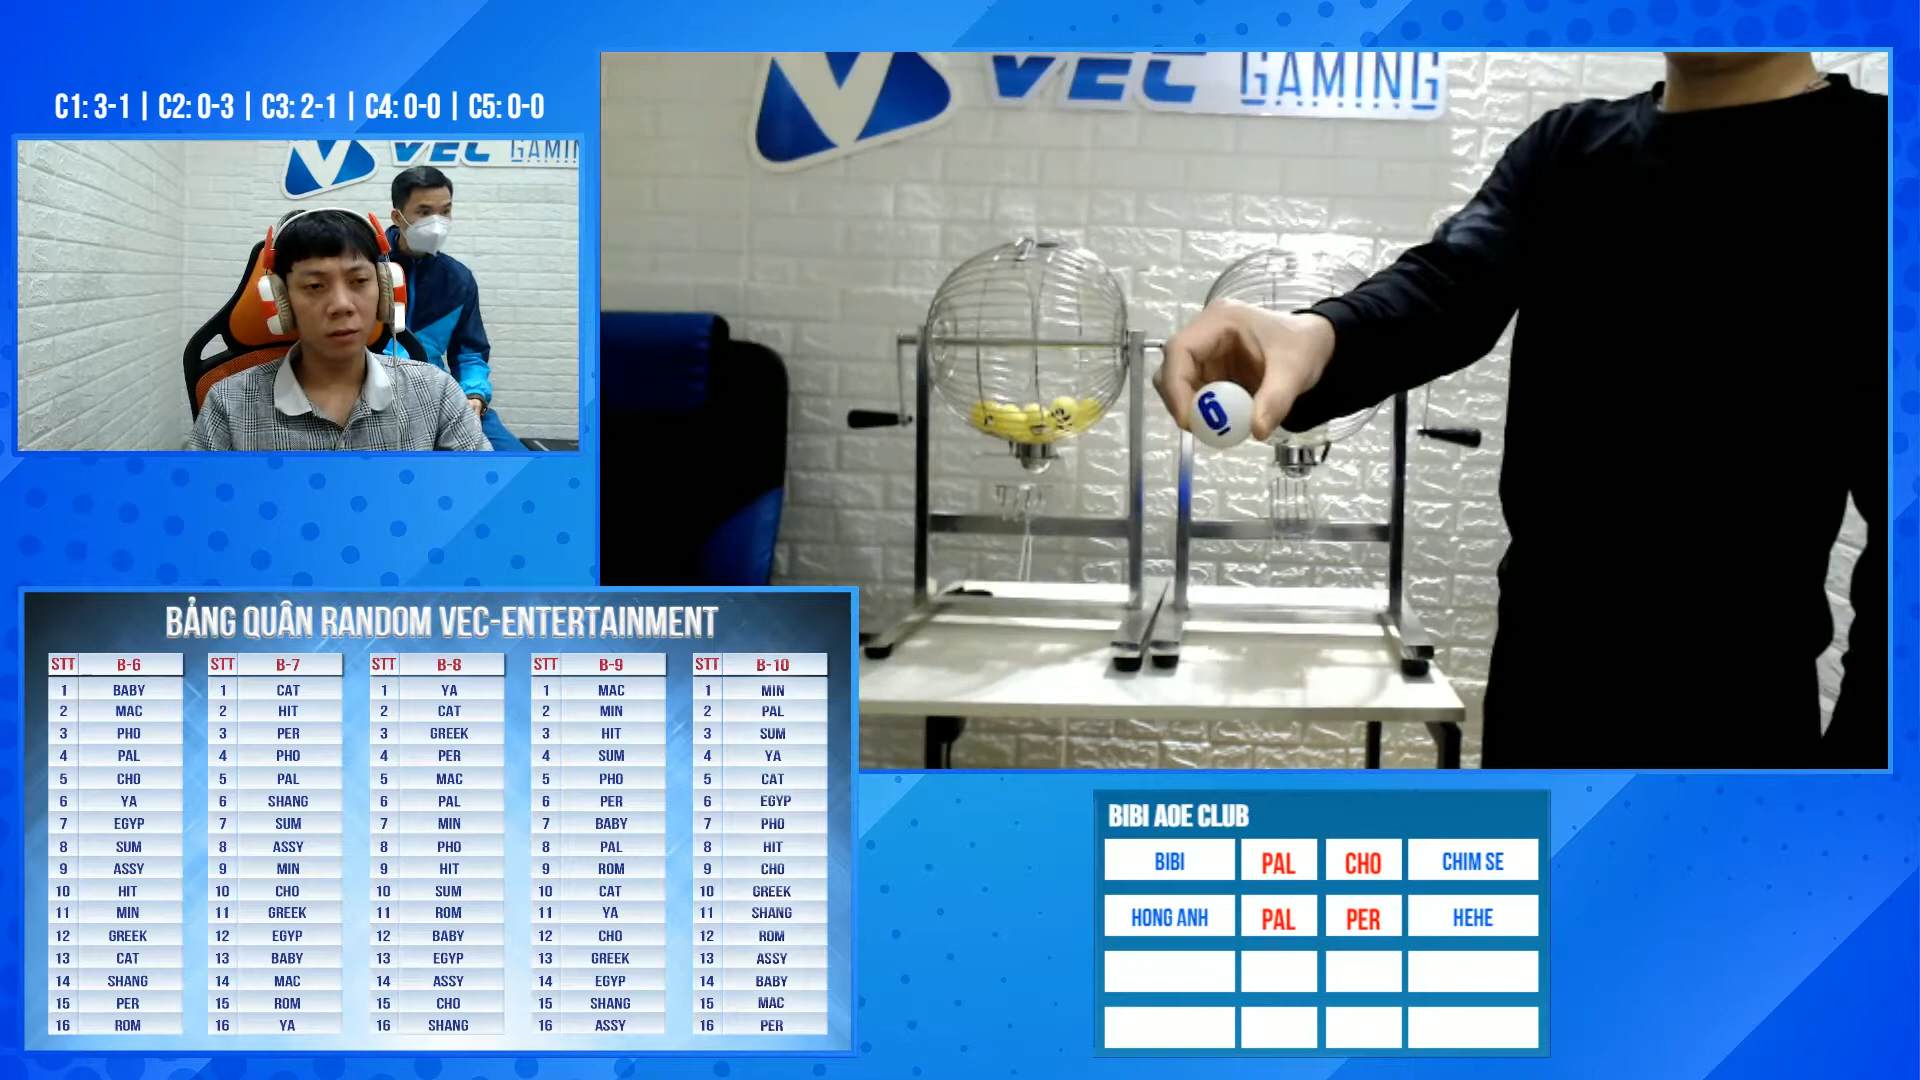 C1: 3-1 | C2: 0-3 | C3: 2-1 | C4: 0-0 | C5: 0-0
VEC GAMIN
VEC GAMING
6
BẢNG QUÂN RANDOM VEC-ENTERTAINMENT
STT B-6 STT B-7 STT B-8 STT B-9 STT B-10
1 BABY 1 CAT 1 YA 1 MAC 1 MIN
2 MAC 2 HIT 2 CAT 2 MIN 2 PAL
3 PHO 3 PER 3 GREEK 3 HIT 3 SUM
4 PAL 4 PHO 4 PER 4 SUM 4 YA
5 CHO 5 PAL 5 MAC 5 PHO 5 CAT
6 YA 6 SHANG 6 PAL 6 PER 6 EGYP
7 EGYP 7 SUM 7 MIN 7 BABY 7 PHO
8 SUM 8 ASSY 8 PHO 8 PAL 8 HIT
9 ASSY 9 MIN 9 HIT 9 ROM 9 CHO
10 HIT 10 CHO 10 SUM 10 CAT 10 GREEK
11 MIN 11 GREEK 11 ROM 11 YA 11 SHANG
12 GREEK 12 EGYP 12 BABY 12 CHO 12 ROM
13 CAT 13 BABY 13 EGYP 13 GREEK 13 ASSY
14 SHANG 14 MAC 14 ASSY 14 EGYP 14 BABY
15 PER 15 ROM 15 CHO 15 SHANG 15 MAC
16 ROM 16 YA 16 SHANG 16 ASSY 16 PER
BIBI AOE CLUB
BIBI PAL CHO CHIM SE
HONG ANH PAL PER HEHE